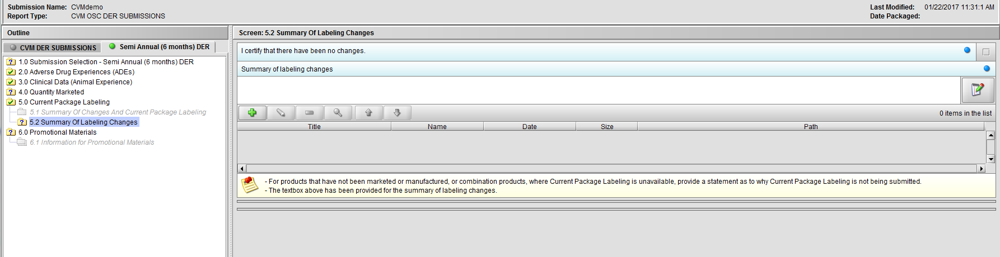 Submission Name: CVMdemo
Last Modified: 01/22/2017 11:31:1 AM
Report Type: CVM OSC DER SUBMISSIONS
Date Packaged:
Outline
CVM DER SUBMISSIONS
Semi Annual (6 months) DER
1.0 Submission Selection - Semi Annual (6 months) DER
2.0 Adverse Drug Experiences (ADEs)
3.0 Clinical Data (Animal Experience)
4.0 Quantity Marketed
5.0 Current Package Labeling
5.1 Summary Of Changes And Current Package Labeling
5.2 Summary Of Labeling Changes
6.0 Promotional Materials
6.1 Information for Promotional Materials
Screen: 5.2 Summary Of Labeling Changes
I certify that there have been no changes.
Summary of labeling changes
0 items in the list
Title Name Date Size Path
- For products that have not been marketed or manufactured, or combination products, where Current Package Labeling is unavailable, provide a statement as to why Current Package Labeling is not being submitted.
- The textbox above has been provided for the summary of labeling changes.